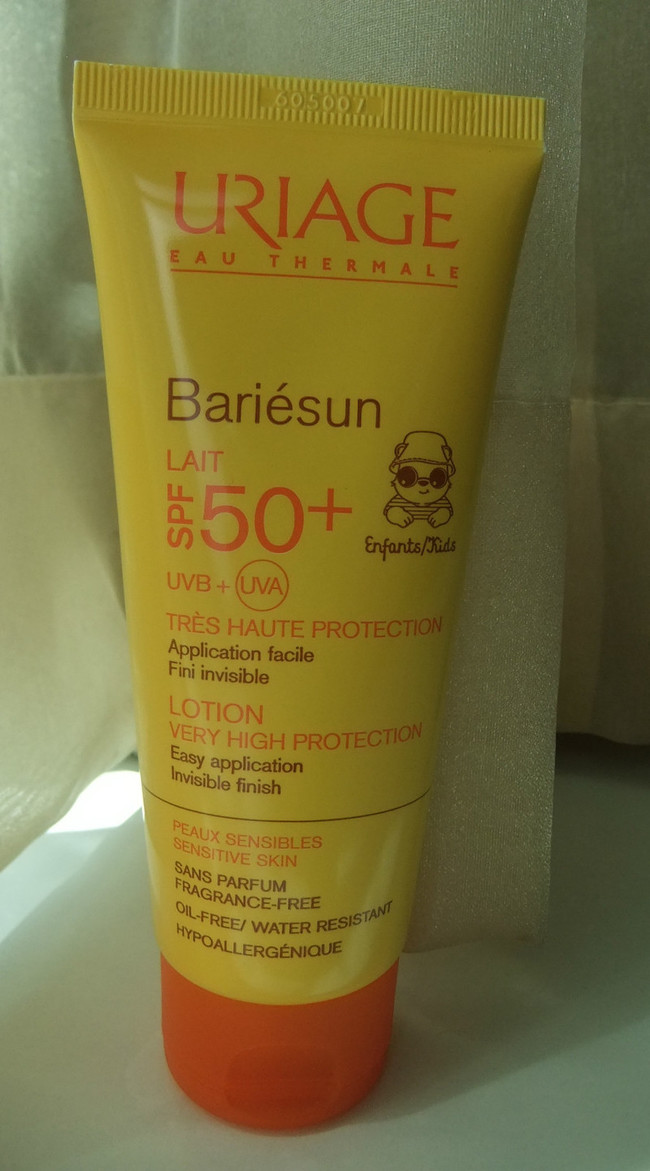 605007
URIAGE
EAU THERMALE
Bariésun
LAIT
SPF 50+
Enfants/Kids
UVB + UVA
TRÈS HAUTE PROTECTION
Application facile
Fini invisible
LOTION
VERY HIGH PROTECTION
Easy application
Invisible finish
PEAUX SENSIBLES
SENSITIVE SKIN
SANS PARFUM
FRAGRANCE-FREE
OIL-FREE/ WATER RESISTANT
HYPOALLERGÉNIQUE